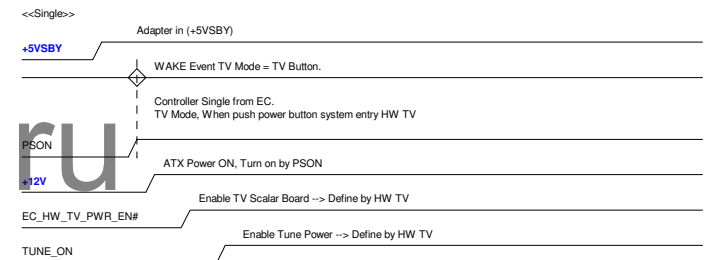 <<Single>>
Adapter in (+5VSBY)
+5VSBY
WAKE Event TV Mode = TV Button.
Controller Single from EC.
TV Mode, When push power button system entry HW TV
PSON
ru
ATX Power ON, Turn on by PSON
+12V
Enable TV Scalar Board --> Define by HW TV
EC_HW_TV_PWR_EN#
Enable Tune Power --> Define by HW TV
TUNE_ON